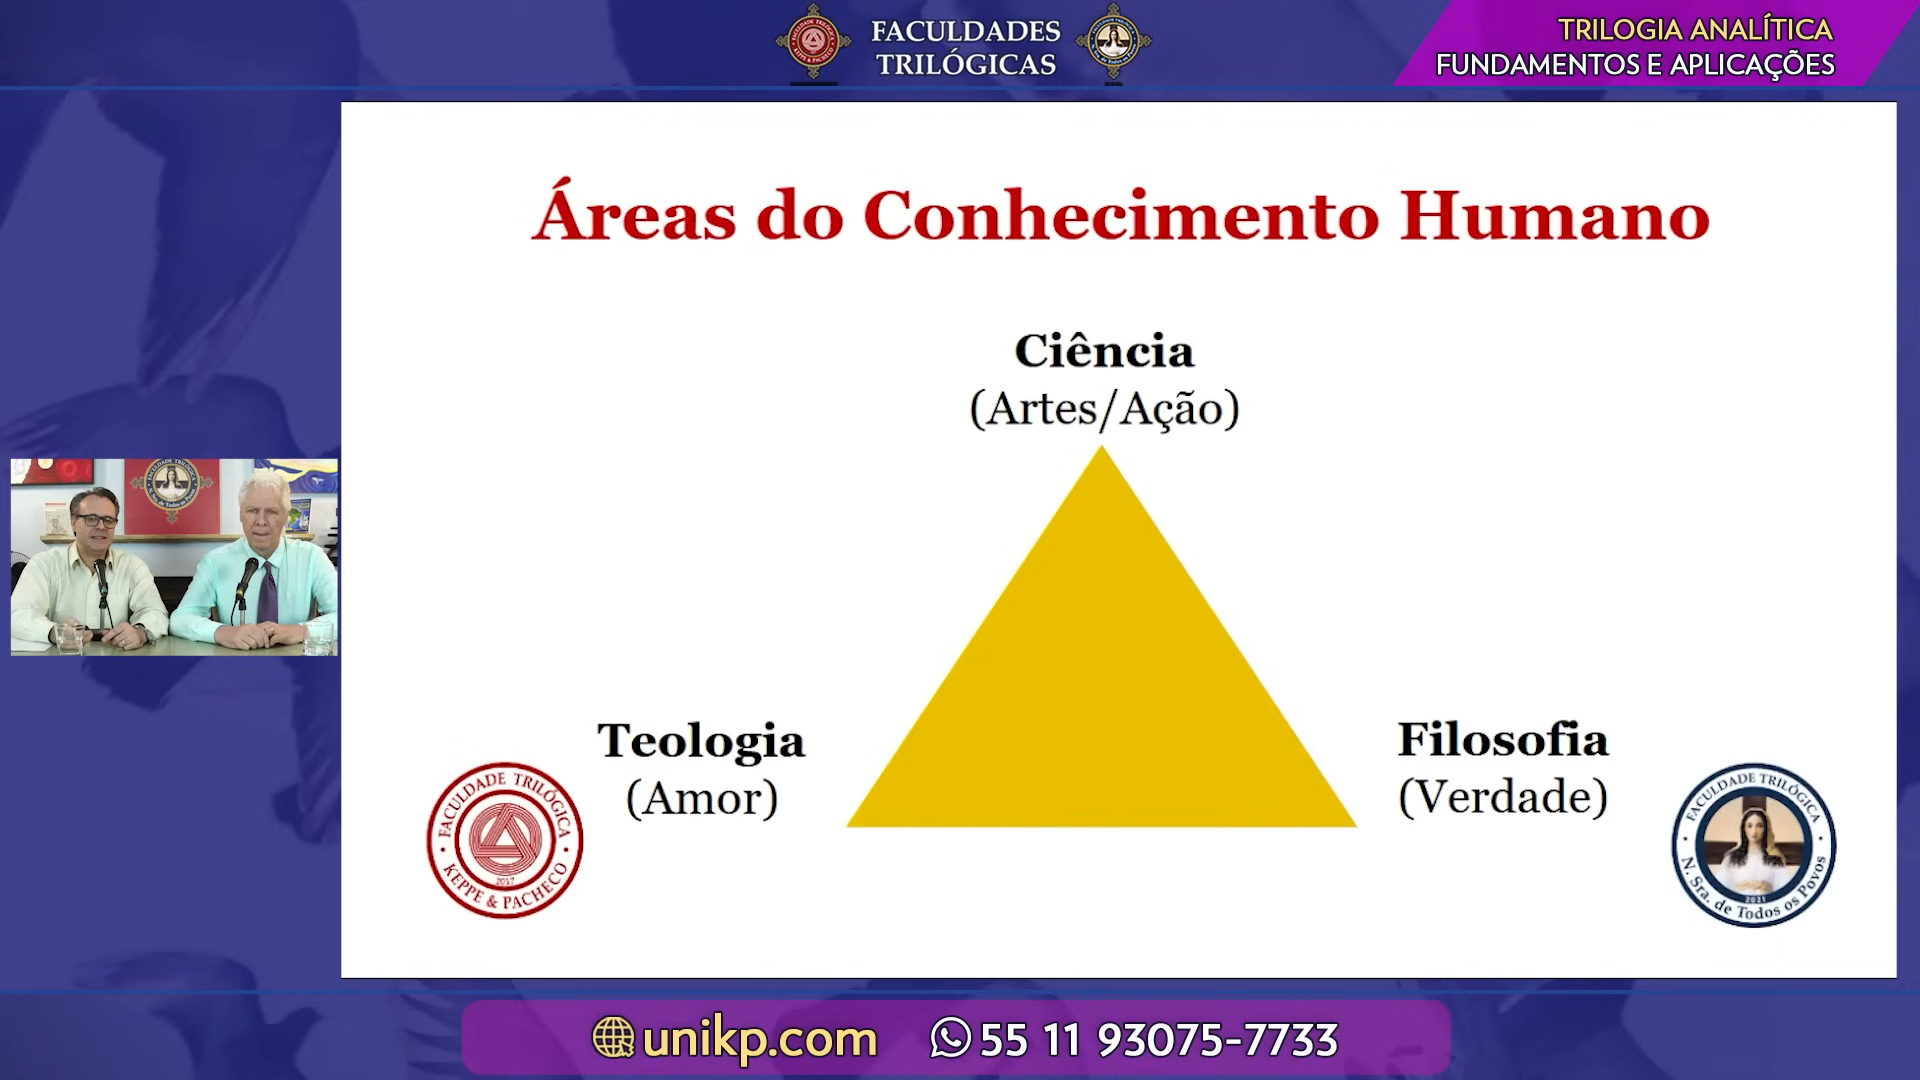 FACULDADES
TRILÓGICAS
TRILOGIA ANALÍTICA
FUNDAMENTOS E APLICAÇÕES
Áreas do Conhecimento Humano
Ciência
(Artes/Ação)
Teologia
(Amor)
Filosofia
(Verdade)
FACULDADE TRILÓGICA
KEPPE & PACHECO
2017
FACULDADE TRILÓGICA
N. Sra. de Todos os Povos
2021
unikp.com
55 11 93075-7733